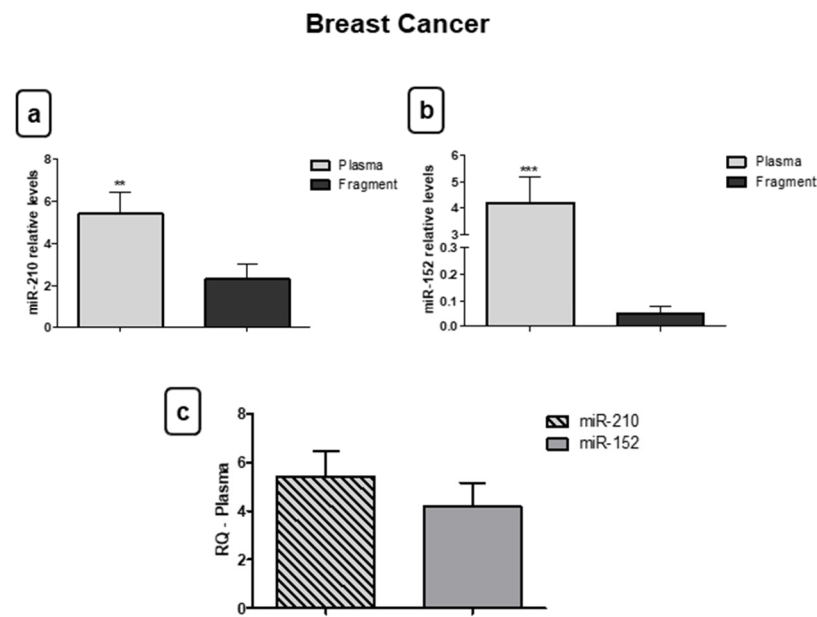 Breast Cancer
a
miR-210 relative levels
8
6
4
2
0
**
Plasma
Fragment
b
miR-152 relative levels
6
5
4
3
0.3
0.2
0.1
0.0
***
Plasma
Fragment
c
RQ - Plasma
8
6
4
2
0
miR-210
miR-152